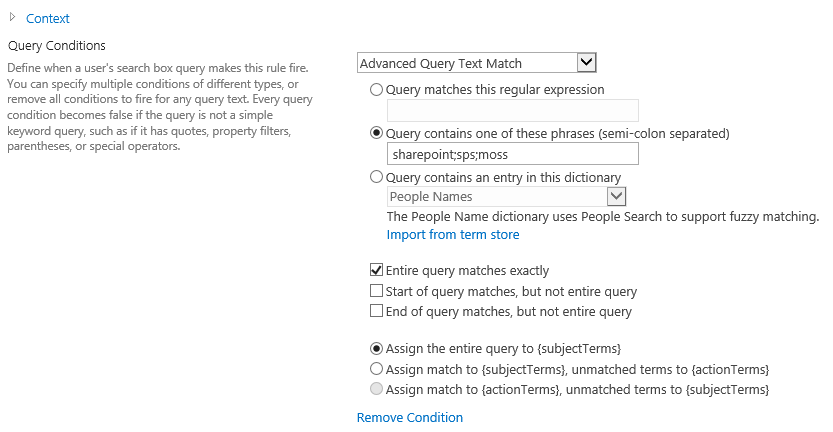 Context
Query Conditions
Define when a user's search box query makes this rule fire.
You can specify multiple conditions of different types, or
remove all conditions to fire for any query text. Every query
condition becomes false if the query is not a simple
keyword query, such as if it has quotes, property filters,
parentheses, or special operators.
Advanced Query Text Match
Query matches this regular expression
Query contains one of these phrases (semi-colon separated)
sharepoint;sps;moss
Query contains an entry in this dictionary
People Names
The People Name dictionary uses People Search to support fuzzy matching.
Import from term store
Entire query matches exactly
Start of query matches, but not entire query
End of query matches, but not entire query
Assign the entire query to {subjectTerms}
Assign match to {subjectTerms}, unmatched terms to {actionTerms}
Assign match to {actionTerms}, unmatched terms to {subjectTerms}
Remove Condition